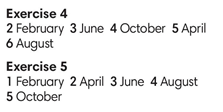 Exercise 4
2 February 3 June 4 October 5 April
6 August
Exercise 5
1 February 2 April 3 June 4 August
5 October